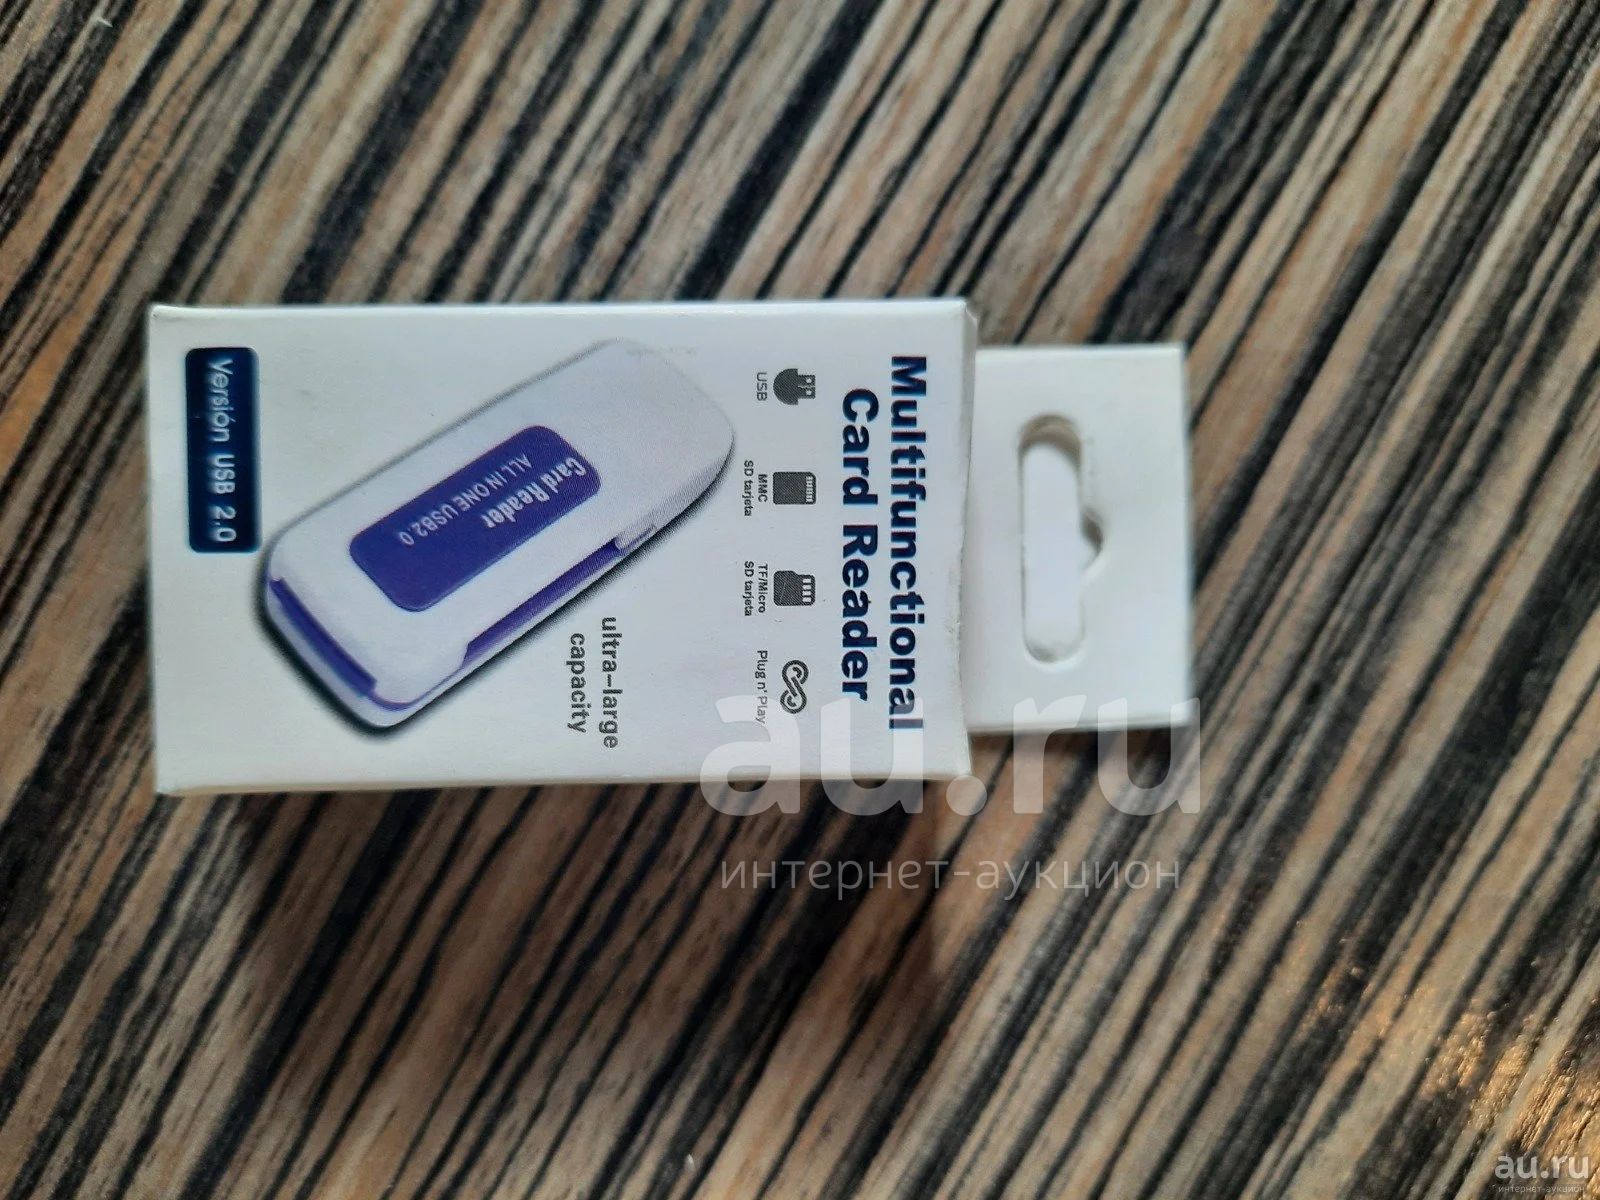 Multifunctional
Card Reader
USB
MMC
SD tarjeta
TF/Micro
SD tarjeta
Plug n' Play
ultra-large
capacity
Card Reader
ALL IN ONE USB2.0
Versión USB 2.0
au.ru
интернет-аукцион
au.ru
интернет-аукцион